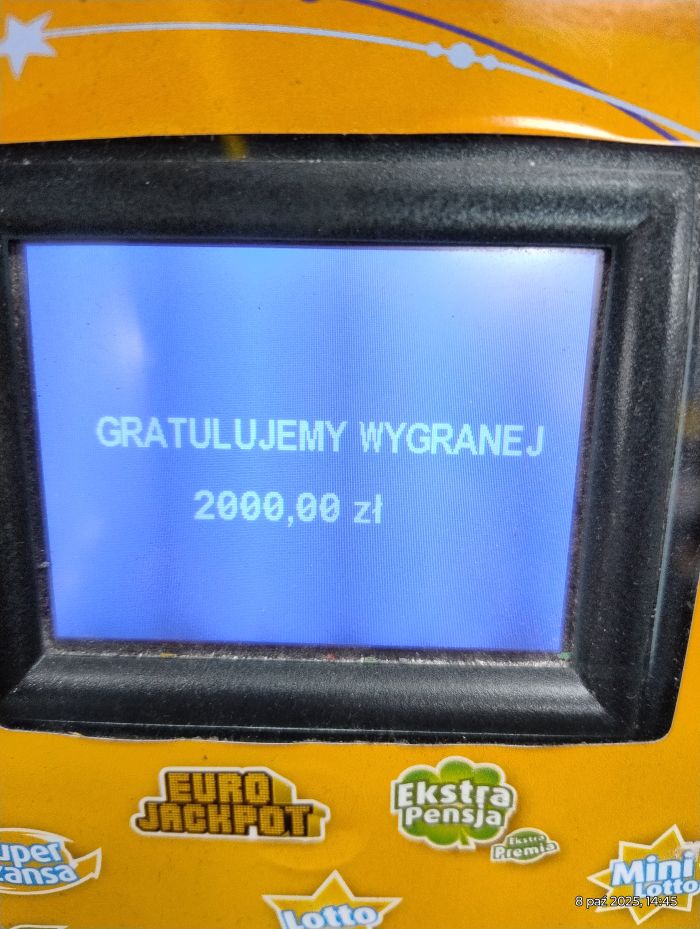 GRATULUJEMY WYGRANEJ
2000,00 zł
EURO
JACKPOT
Ekstra
Pensja
Ekstra
Premia
Mini
Lotto
Lotto
8 paź 2025, 14:45